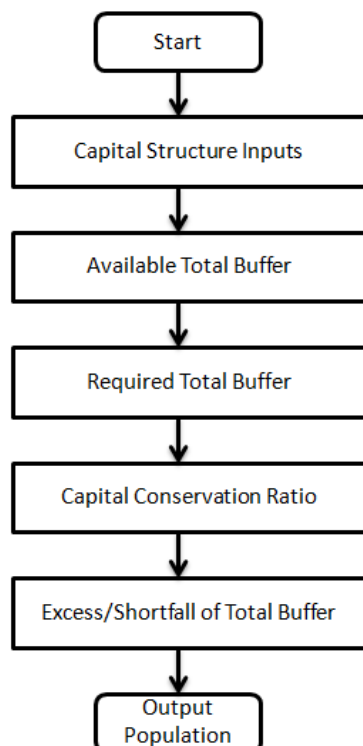 Start
Capital Structure Inputs
Available Total Buffer
Required Total Buffer
Capital Conservation Ratio
Excess/Shortfall of Total Buffer
Output
Population